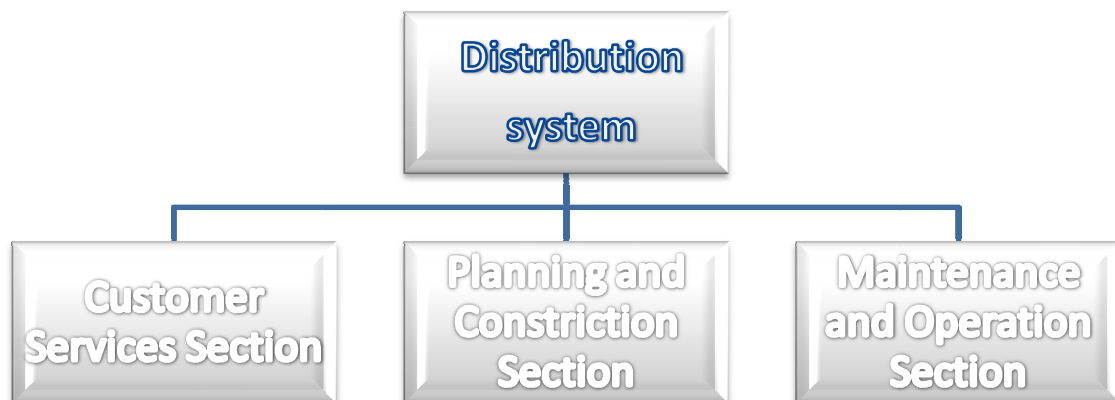 Distribution
system
Customer
Services Section
Planning and
Constriction
Section
Maintenance
and Operation
Section